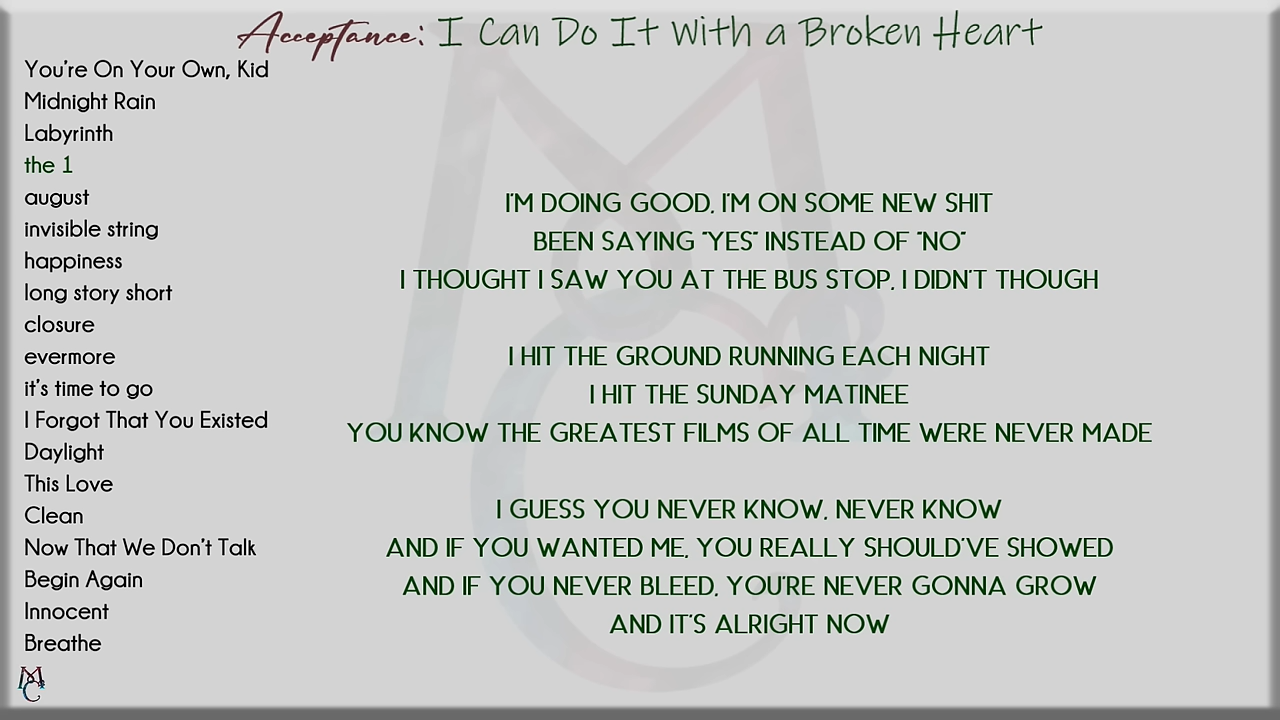 Acceptance: I Can Do It With a Broken Heart
You're On Your Own, Kid
Midnight Rain
Labyrinth
the 1
august
invisible string
happiness
long story short
closure
evermore
it's time to go
I Forgot That You Existed
Daylight
This Love
Clean
Now That We Don't Talk
Begin Again
Innocent
Breathe
I'M DOING GOOD, I'M ON SOME NEW SHIT
BEEN SAYING "YES" INSTEAD OF "NO"
I THOUGHT I SAW YOU AT THE BUS STOP, I DIDN'T THOUGH
I HIT THE GROUND RUNNING EACH NIGHT
I HIT THE SUNDAY MATINEE
YOU KNOW THE GREATEST FILMS OF ALL TIME WERE NEVER MADE
I GUESS YOU NEVER KNOW, NEVER KNOW
AND IF YOU WANTED ME, YOU REALLY SHOULD'VE SHOWED
AND IF YOU NEVER BLEED, YOU'RE NEVER GONNA GROW
AND IT'S ALRIGHT NOW